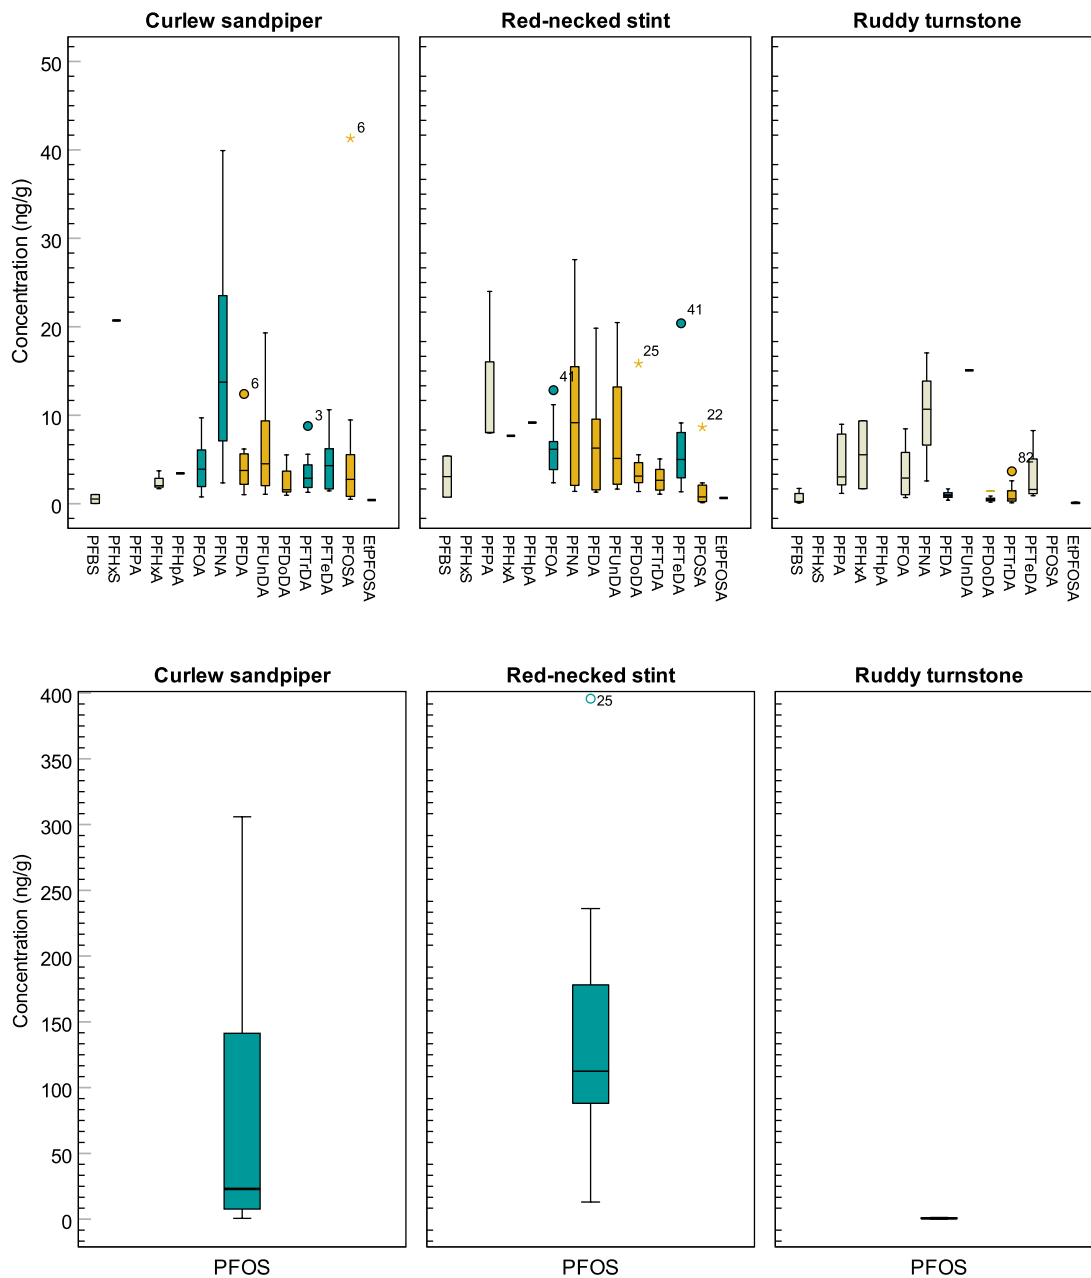 Curlew sandpiper
Red-necked stint
Ruddy turnstone
Concentration (ng/g)
50
40
30
20
10
0
6
6
3
41
25
41
22
82
PFBS
PFHxS
PFPA
PFHxA
PFHpA
PFOA
PFNA
PFDA
PFUnDA
PFDoDA
PFTrDA
PFTeDA
PFOSA
EtPFOSA
PFBS
PFHxS
PFPA
PFHxA
PFHpA
PFOA
PFNA
PFDA
PFUnDA
PFDoDA
PFTrDA
PFTeDA
PFOSA
EtPFOSA
PFBS
PFHxS
PFPA
PFHxA
PFHpA
PFOA
PFNA
PFDA
PFUnDA
PFDoDA
PFTrDA
PFTeDA
PFOSA
EtPFOSA
Curlew sandpiper
Red-necked stint
Ruddy turnstone
Concentration (ng/g)
400
350
300
250
200
150
100
50
0
25
PFOS
PFOS
PFOS